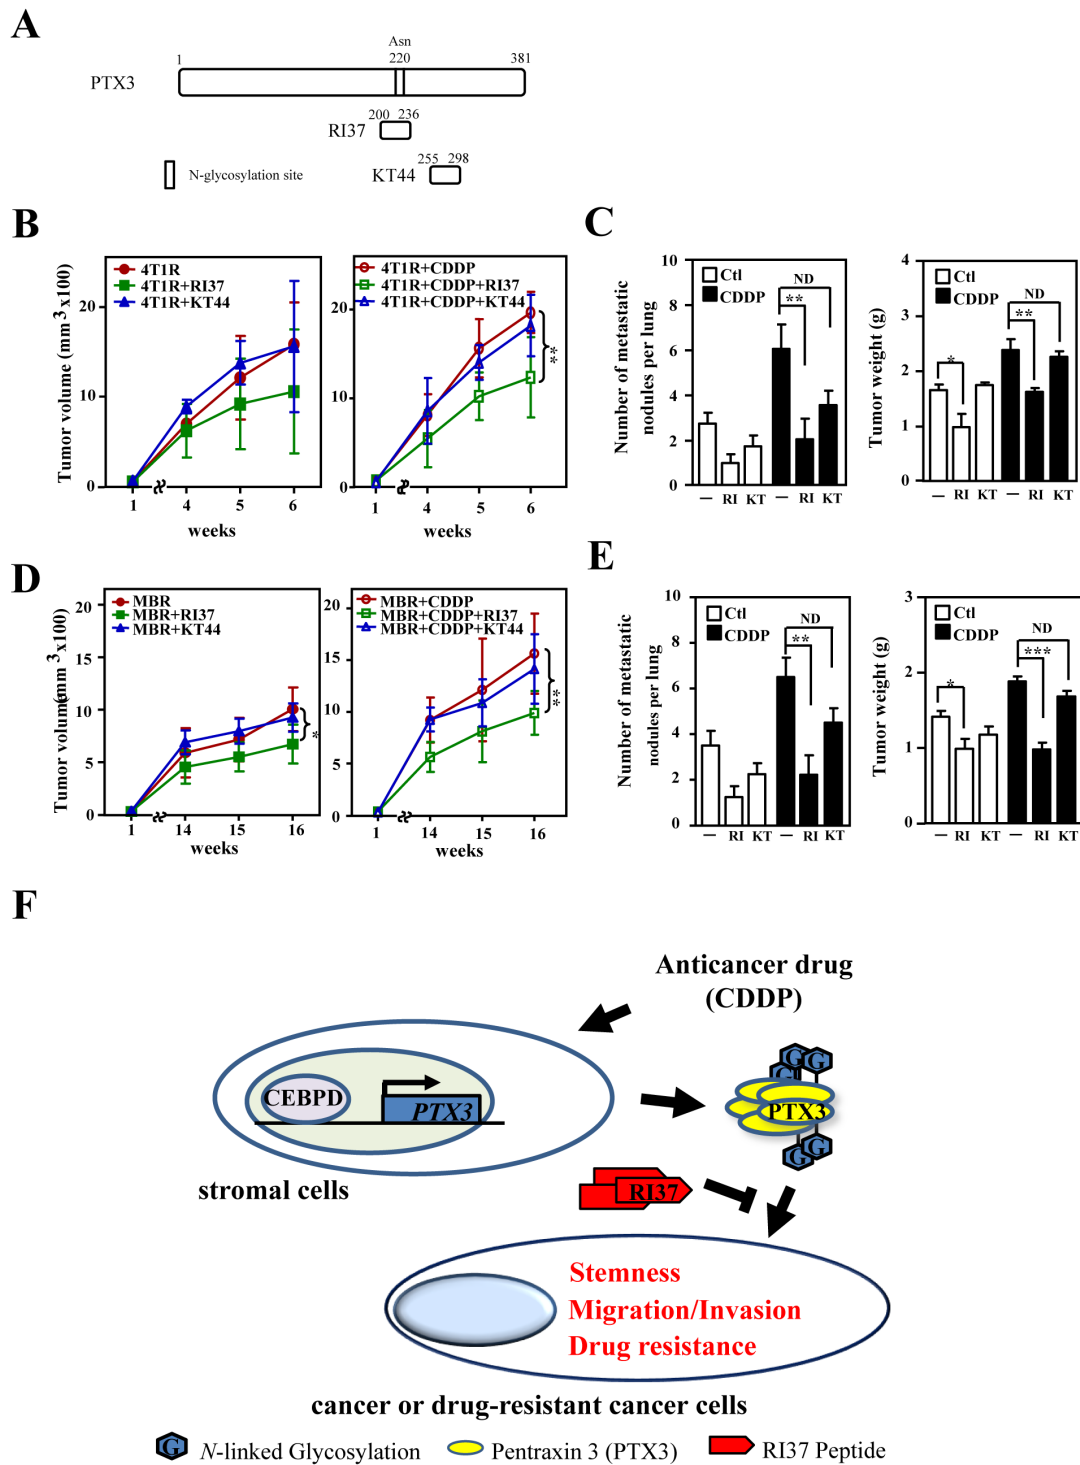 A
Asn
1 220 381
PTX3
200 236
RI37
255 298
KT44
N-glycosylation site
B
Tumor volume (mm³x100)
20
10
0
4T1R
4T1R+RI37
4T1R+KT44
1 4 5 6
weeks
20
10
0
4T1R+CDDP
4T1R+CDDP+RI37
4T1R+CDDP+KT44
**
1 4 5 6
weeks
C
Number of metastatic
nodules per lung
10
8
6
4
2
0
Ctl
CDDP
ND
**
– RI KT – RI KT
Tumor weight (g)
4
3
2
1
0
Ctl
CDDP
ND
**
*
– RI KT – RI KT
D
Tumor volume(mm³x100)
20
15
10
5
0
MBR
MBR+RI37
MBR+KT44
*
1 14 15 16
weeks
20
15
10
5
0
MBR+CDDP
MBR+CDDP+RI37
MBR+CDDP+KT44
**
1 14 15 16
weeks
E
Number of metastatic
nodules per lung
10
8
6
4
2
0
Ctl
CDDP
ND
**
– RI KT – RI KT
Tumor weight (g)
3
2
1
0
Ctl
CDDP
ND
***
*
– RI KT – RI KT
F
Anticancer drug
(CDDP)
CEBPD
PTX3
G G
G
PTX3
G
G
stromal cells
RI37
Stemness
Migration/Invasion
Drug resistance
cancer or drug-resistant cancer cells
G N-linked Glycosylation Pentraxin 3 (PTX3) RI37 Peptide